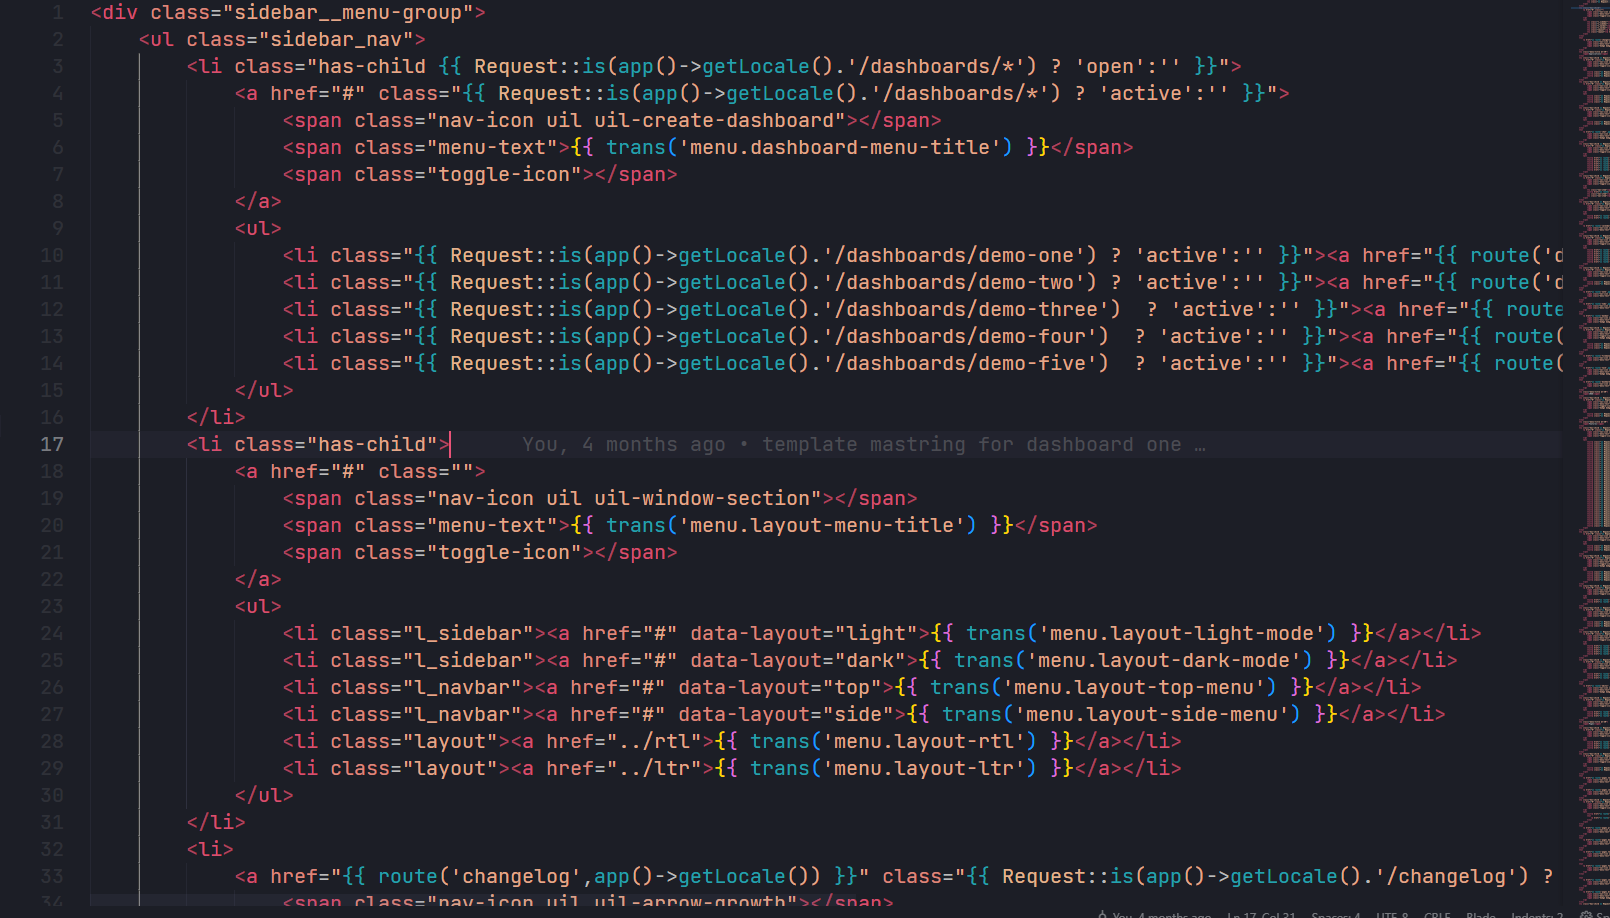 1 <div class="sidebar__menu-group">
2 <ul class="sidebar_nav">
3 <li class="has-child {{ Request::is(app()->getLocale().'/dashboards/*') ? 'open':'' }}">
4 <a href="#" class="{{ Request::is(app()->getLocale().'/dashboards/*') ? 'active':'' }}">
5 <span class="nav-icon uil uil-create-dashboard"></span>
6 <span class="menu-text">{{ trans('menu.dashboard-menu-title') }}</span>
7 <span class="toggle-icon"></span>
8 </a>
9 <ul>
10 <li class="{{ Request::is(app()->getLocale().'/dashboards/demo-one') ? 'active':'' }}"><a href="{{ route('d
11 <li class="{{ Request::is(app()->getLocale().'/dashboards/demo-two') ? 'active':'' }}"><a href="{{ route('d
12 <li class="{{ Request::is(app()->getLocale().'/dashboards/demo-three')  ? 'active':'' }}"><a href="{{ route
13 <li class="{{ Request::is(app()->getLocale().'/dashboards/demo-four')  ? 'active':'' }}"><a href="{{ route(
14 <li class="{{ Request::is(app()->getLocale().'/dashboards/demo-five')  ? 'active':'' }}"><a href="{{ route(
15 </ul>
16 </li>
17 <li class="has-child"> You, 4 months ago • template mastring for dashboard one …
18 <a href="#" class="">
19 <span class="nav-icon uil uil-window-section"></span>
20 <span class="menu-text">{{ trans('menu.layout-menu-title') }}</span>
21 <span class="toggle-icon"></span>
22 </a>
23 <ul>
24 <li class="l_sidebar"><a href="#" data-layout="light">{{ trans('menu.layout-light-mode') }}</a></li>
25 <li class="l_sidebar"><a href="#" data-layout="dark">{{ trans('menu.layout-dark-mode') }}</a></li>
26 <li class="l_navbar"><a href="#" data-layout="top">{{ trans('menu.layout-top-menu') }}</a></li>
27 <li class="l_navbar"><a href="#" data-layout="side">{{ trans('menu.layout-side-menu') }}</a></li>
28 <li class="layout"><a href="../rtl">{{ trans('menu.layout-rtl') }}</a></li>
29 <li class="layout"><a href="../ltr">{{ trans('menu.layout-ltr') }}</a></li>
30 </ul>
31 </li>
32 <li>
33 <a href="{{ route('changelog',app()->getLocale()) }}" class="{{ Request::is(app()->getLocale().'/changelog') ?
34 <span class="nav-icon uil uil-arrow-growth"></span>
You, 4 months ago Ln 17, Col 31 Spaces: 4 UTF-8 CRLF Blade Indents: 2